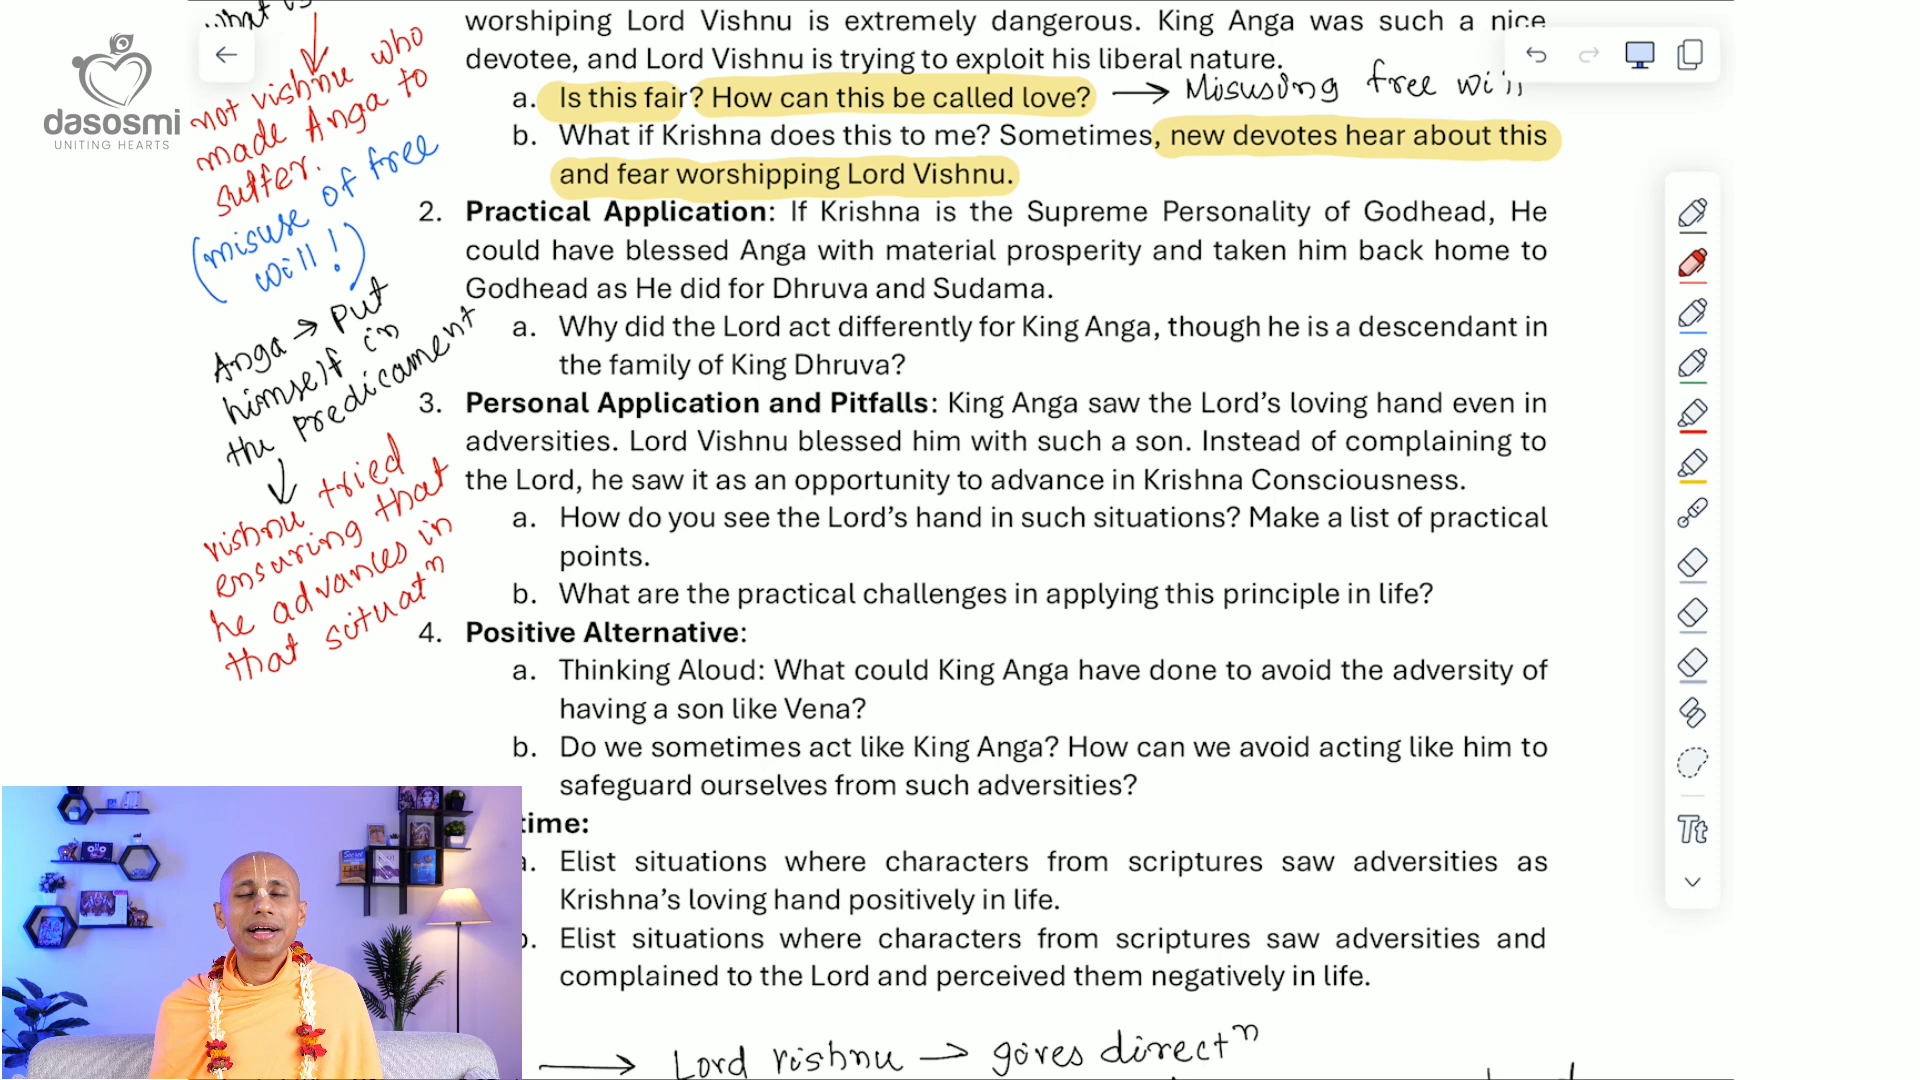 worshiping Lord Vishnu is extremely dangerous. King Anga was such a nice
devotee, and Lord Vishnu is trying to exploit his liberal nature.
a. Is this fair? How can this be called love? → Misusing free will
b. What if Krishna does this to me? Sometimes, new devotes hear about this
and fear worshipping Lord Vishnu.
2. Practical Application: If Krishna is the Supreme Personality of Godhead, He
could have blessed Anga with material prosperity and taken him back home to
Godhead as He did for Dhruva and Sudama.
a. Why did the Lord act differently for King Anga, though he is a descendant in
the family of King Dhruva?
3. Personal Application and Pitfalls: King Anga saw the Lord's loving hand even in
adversities. Lord Vishnu blessed him with such a son. Instead of complaining to
the Lord, he saw it as an opportunity to advance in Krishna Consciousness.
a. How do you see the Lord's hand in such situations? Make a list of practical
points.
b. What are the practical challenges in applying this principle in life?
4. Positive Alternative:
a. Thinking Aloud: What could King Anga have done to avoid the adversity of
having a son like Vena?
b. Do we sometimes act like King Anga? How can we avoid acting like him to
safeguard ourselves from such adversities?
time:
Elist situations where characters from scriptures saw adversities as
Krishna's loving hand positively in life.
Elist situations where characters from scriptures saw adversities and
complained to the Lord and perceived them negatively in life.
→ Lord vishnu → gives directⁿ
dasosmi
UNITING HEARTS
not vishnu who
made Anga to
suffer.
(misuse of free
will!)
Anga → Put
himself in
the predicament
↓
vishnu tried
ensuring that
he advances in
that situatⁿ
Tt